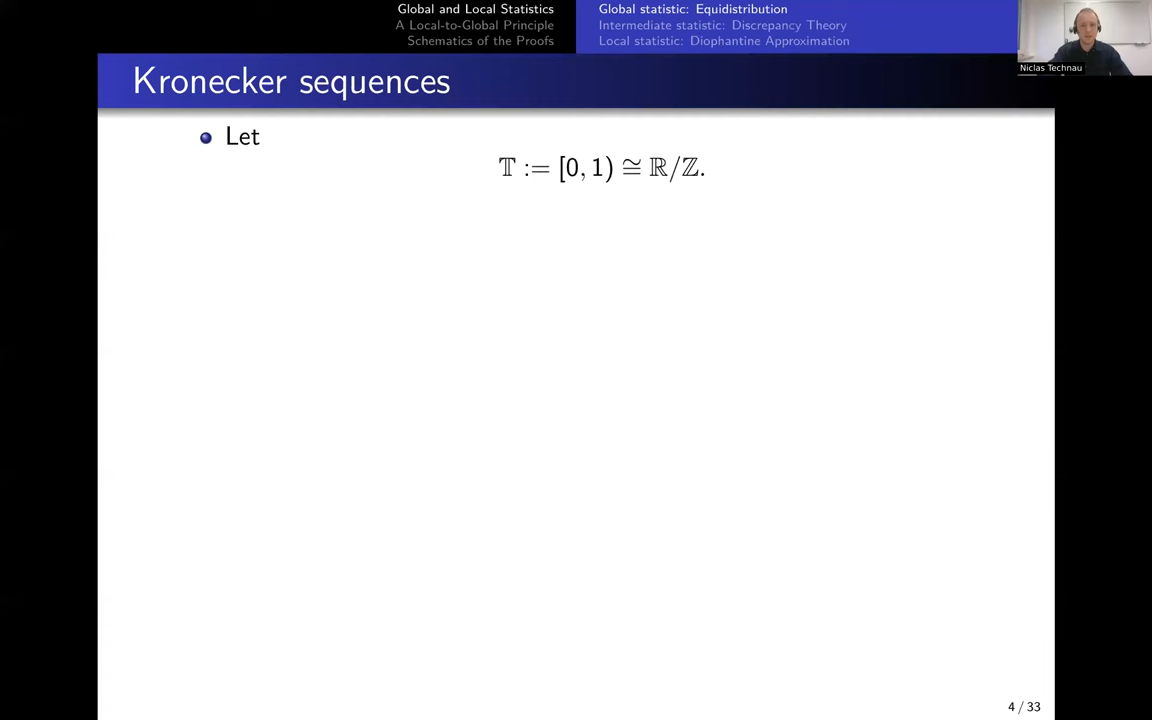 Global and Local Statistics
A Local-to-Global Principle
Schematics of the Proofs
Global statistic: Equidistribution
Intermediate statistic: Discrepancy Theory
Local statistic: Diophantine Approximation
Niclas Technau
Kronecker sequences
Let
𝕋 := [0, 1) ≅ ℝ/ℤ.
4 / 33